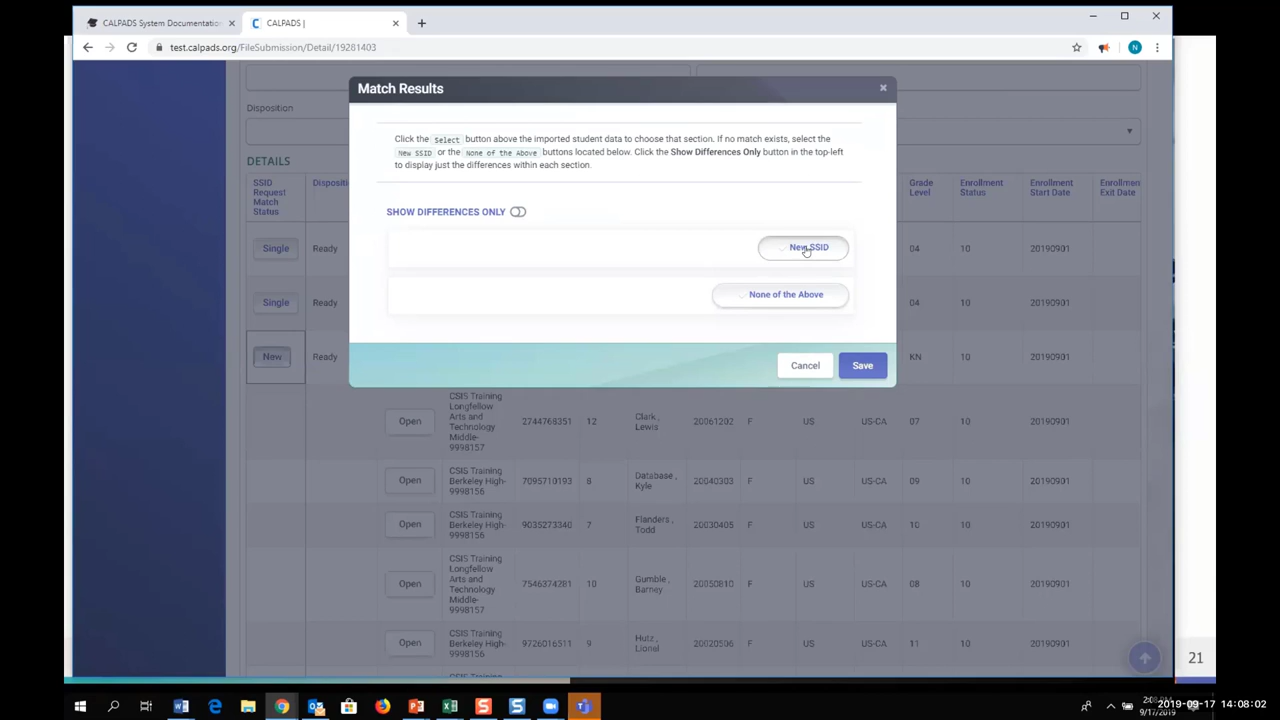 CALPADS System Documentation
CALPADS |
test.calpads.org/FileSubmission/Detail/19281403
Match Results
Click the Select button above the imported student data to choose that section. If no match exists, select the
New SSID or the None of the Above buttons located below. Click the Show Differences Only button in the top-left
to display just the differences within each section.
SHOW DIFFERENCES ONLY
New SSID
None of the Above
Cancel
Save
Disposition
DETAILS
SSID
Request
Match
Status
Grade
Level
Enrollment
Status
Enrollment
Start Date
Enrollment
Exit Date
Single
Ready
04
10
20190901
Single
Ready
04
10
20190901
New
Ready
KN
10
20190901
Open
CSIS Training
Longfellow
Arts and
Technology
Middle-
9998157
2744768351
12
Clark ,
Lewis
20061202
F
US
US-CA
07
10
20190901
Open
CSIS Training
Berkeley High-
9998156
7095710193
8
Database ,
Kyle
20040303
F
US
US-CA
09
10
20190901
Open
CSIS Training
Berkeley High-
9998156
9035273340
7
Flanders ,
Todd
20030405
F
US
US-CA
10
10
20190901
Open
CSIS Training
Longfellow
Arts and
Technology
Middle-
9998157
7546374281
10
Gumble ,
Barney
20050810
F
US
US-CA
08
10
20190901
Open
CSIS Training
Berkeley High-
9998156
9726016511
9
Hutz ,
Lionel
20020506
F
US
US-CA
11
10
20190901
21
9/17/2019
2019-09-17 14:08:02